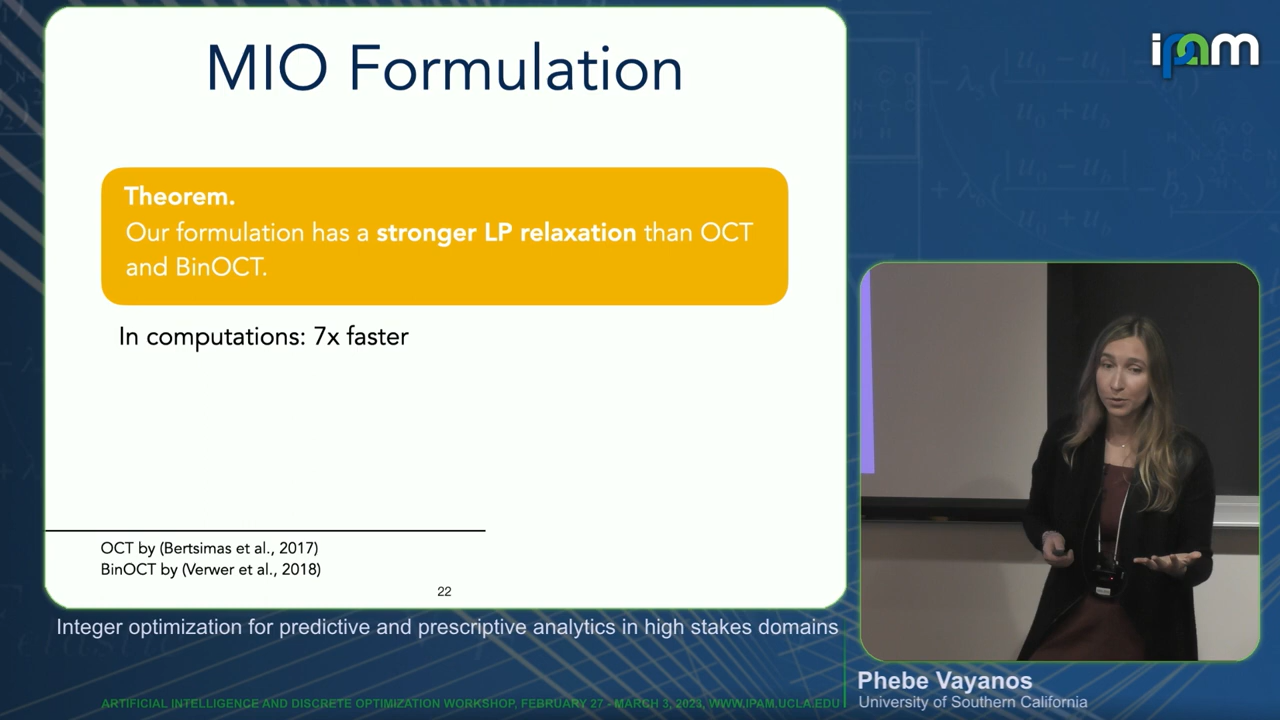 MIO Formulation
ipam
Theorem.
Our formulation has a stronger LP relaxation than OCT
and BinOCT.
In computations: 7x faster
OCT by (Bertsimas et al., 2017)
BinOCT by (Verwer et al., 2018)
22
Integer optimization for predictive and prescriptive analytics in high stakes domains
Phebe Vayanos
University of Southern California
ARTIFICIAL INTELLIGENCE AND DISCRETE OPTIMIZATION WORKSHOP, FEBRUARY 27 - MARCH 3, 2023, WWW.IPAM.UCLA.EDU